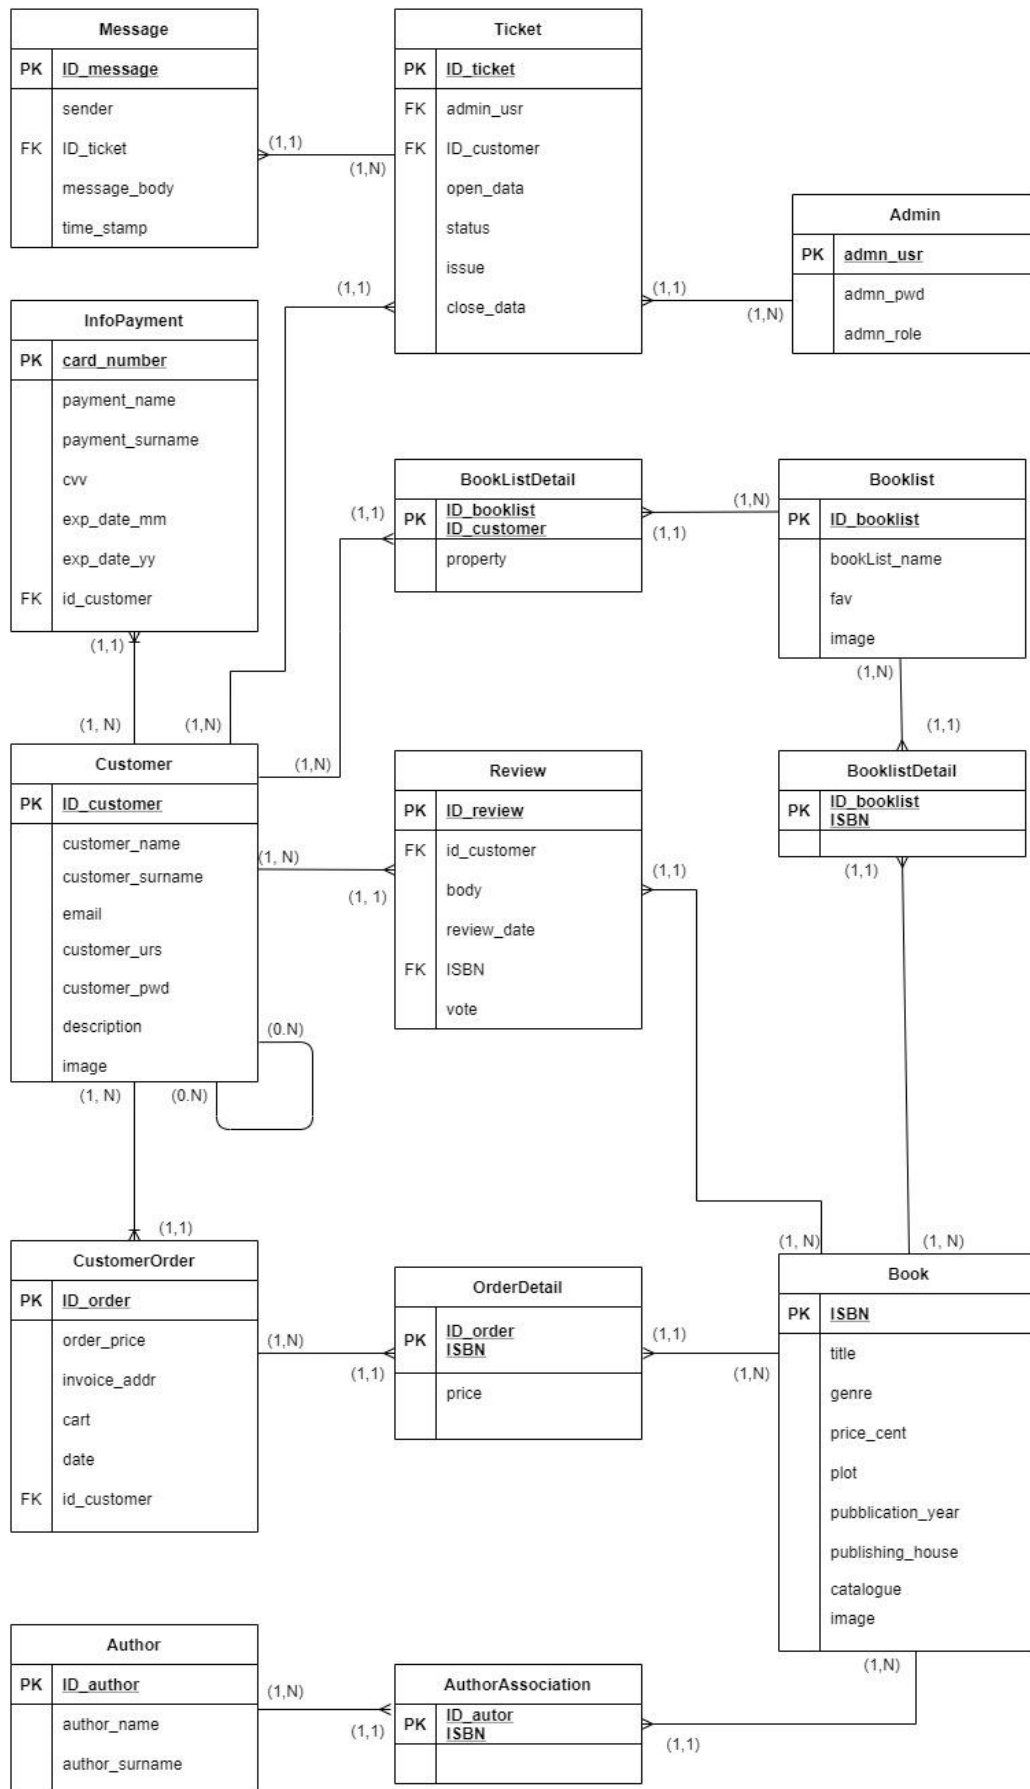 Message
PK ID_message
sender
FK ID_ticket
message_body
time_stamp
Ticket
PK ID_ticket
FK admin_usr
FK ID_customer
open_data
status
issue
close_data
(1,1)
(1,N)
Admin
PK admn_usr
admn_pwd
admn_role
(1,1)
(1,1)
(1,N)
InfoPayment
PK card_number
payment_name
payment_surname
cvv
exp_date_mm
exp_date_yy
FK id_customer
BookListDetail
PK ID_booklist
ID_customer
property
Booklist
PK ID_booklist
bookList_name
fav
image
(1,1)
(1,N)
(1,1)
(1,1)
(1, N)
(1,N)
(1,N)
(1,N)
(1,1)
Customer
PK ID_customer
customer_name
customer_surname
email
customer_urs
customer_pwd
description
image
Review
PK ID_review
FK id_customer
body
review_date
FK ISBN
vote
BooklistDetail
PK ID_booklist
ISBN
(1, N)
(1, 1)
(1,1)
(1,1)
(0.N)
(1, N)
(0.N)
(1,1)
(1, N)
(1, N)
CustomerOrder
PK ID_order
order_price
invoice_addr
cart
date
FK id_customer
OrderDetail
PK ID_order
ISBN
price
Book
PK ISBN
title
genre
price_cent
plot
pubblication_year
publishing_house
catalogue
image
(1,N)
(1,1)
(1,1)
(1,N)
Author
PK ID_author
author_name
author_surname
AuthorAssociation
PK ID_autor
ISBN
(1,N)
(1,1)
(1,N)
(1,1)